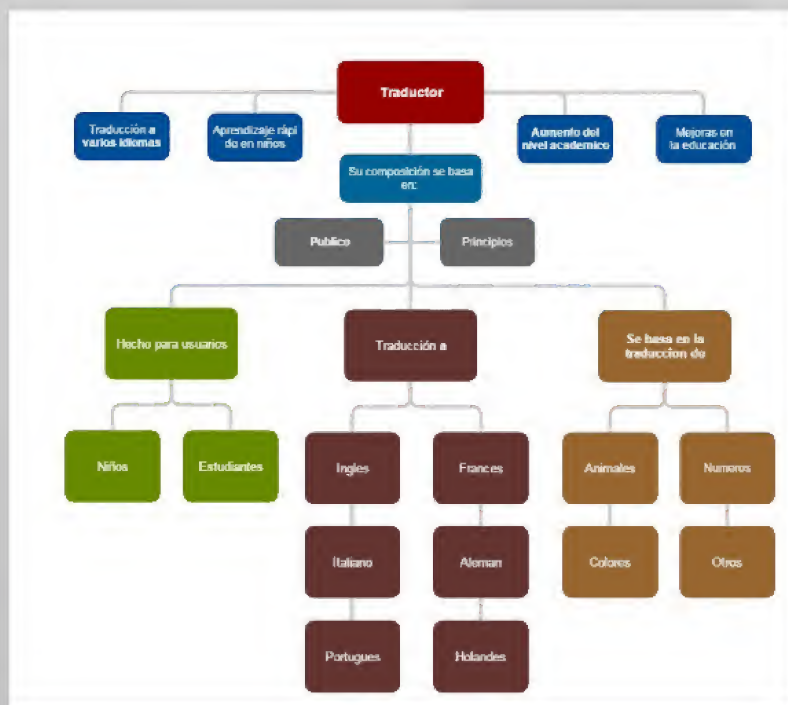 Traductor
Traducción a
varios idiomas
Aprendizaje rápi
do en niños
Aumento del
nivel academico
Mejoras en
la educación
Su composición se basa
en:
Publico
Principios
Hecho para usuarios
Traducción a
Se basa en la
traduccion de
Niños
Estudiantes
Ingles
Frances
Animales
Numeros
Italiano
Aleman
Colores
Otros
Portugues
Holandes